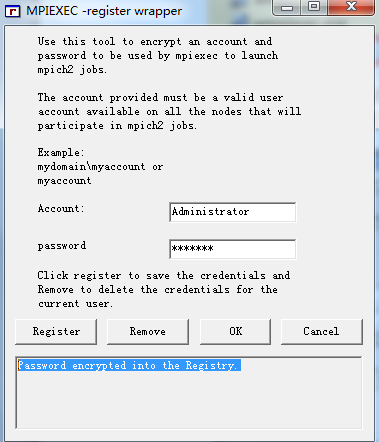 MPIEXEC -register wrapper
Use this tool to encrypt an account and
password to be used by mpiexec to launch
mpich2 jobs.
The account provided must be a valid user
account available on all the nodes that will
participate in mpich2 jobs.
Example:
mydomain\myaccount or
myaccount
Account:
Administrator
password
*******
Click register to save the credentials and
Remove to delete the credentials for the
current user.
Register Remove OK Cancel
Password encrypted into the Registry.